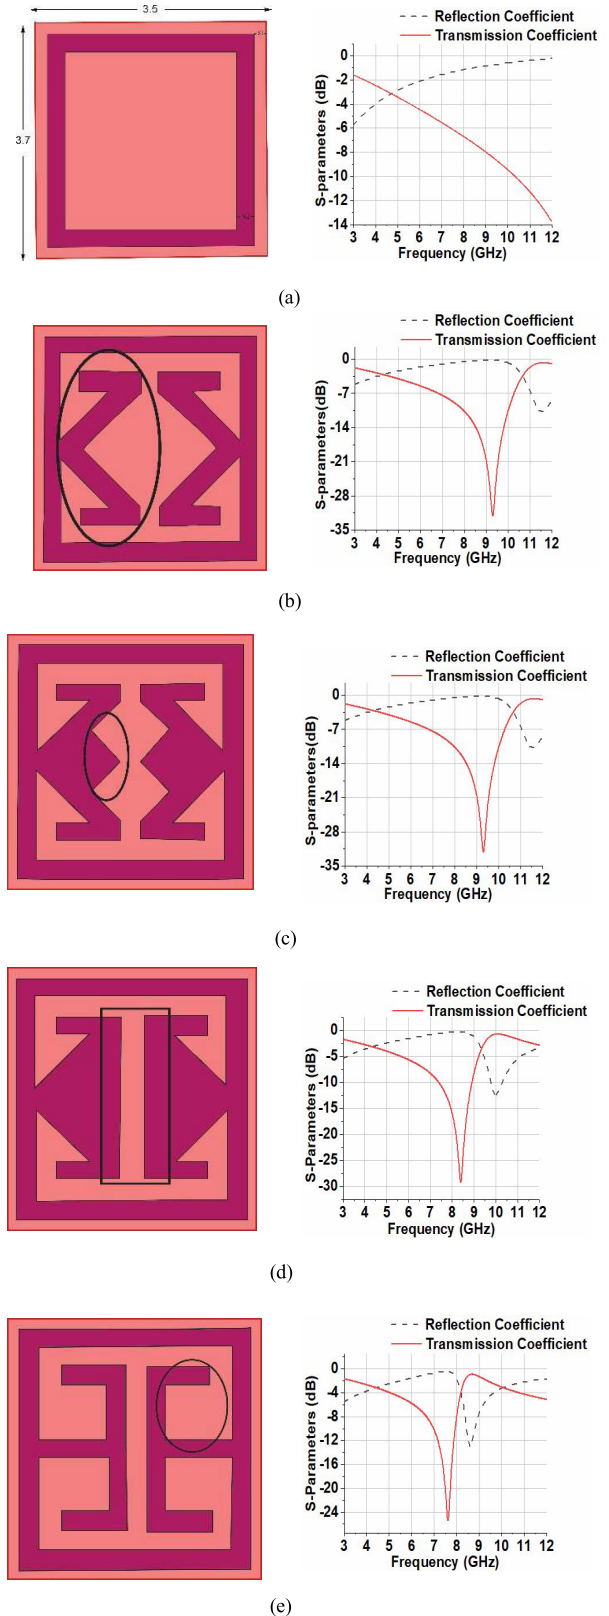 3.5
3.7
Reflection Coefficient
Transmission Coefficient
S-parameters (dB)
0
-2
-4
-6
-8
-10
-12
-14
3 4 5 6 7 8 9 10 11 12
Frequency (GHz)
(a)
Reflection Coefficient
Transmission Coefficient
S-parameters(dB)
0
-7
-14
-21
-28
-35
3 4 5 6 7 8 9 10 11 12
Frequency (GHz)
(b)
Reflection Coefficient
Transmission Coefficient
S-parameters(dB)
0
-7
-14
-21
-28
-35
3 4 5 6 7 8 9 10 11 12
Frequency (GHz)
(c)
Reflection Coefficient
Transmission Coefficient
S-Parameters (dB)
0
-5
-10
-15
-20
-25
-30
3 4 5 6 7 8 9 10 11 12
Frequency (GHz)
(d)
Reflection Coefficient
Transmission Coefficient
S-Parameters (dB)
0
-4
-8
-12
-16
-20
-24
3 4 5 6 7 8 9 10 11 12
Frequency (GHz)
(e)